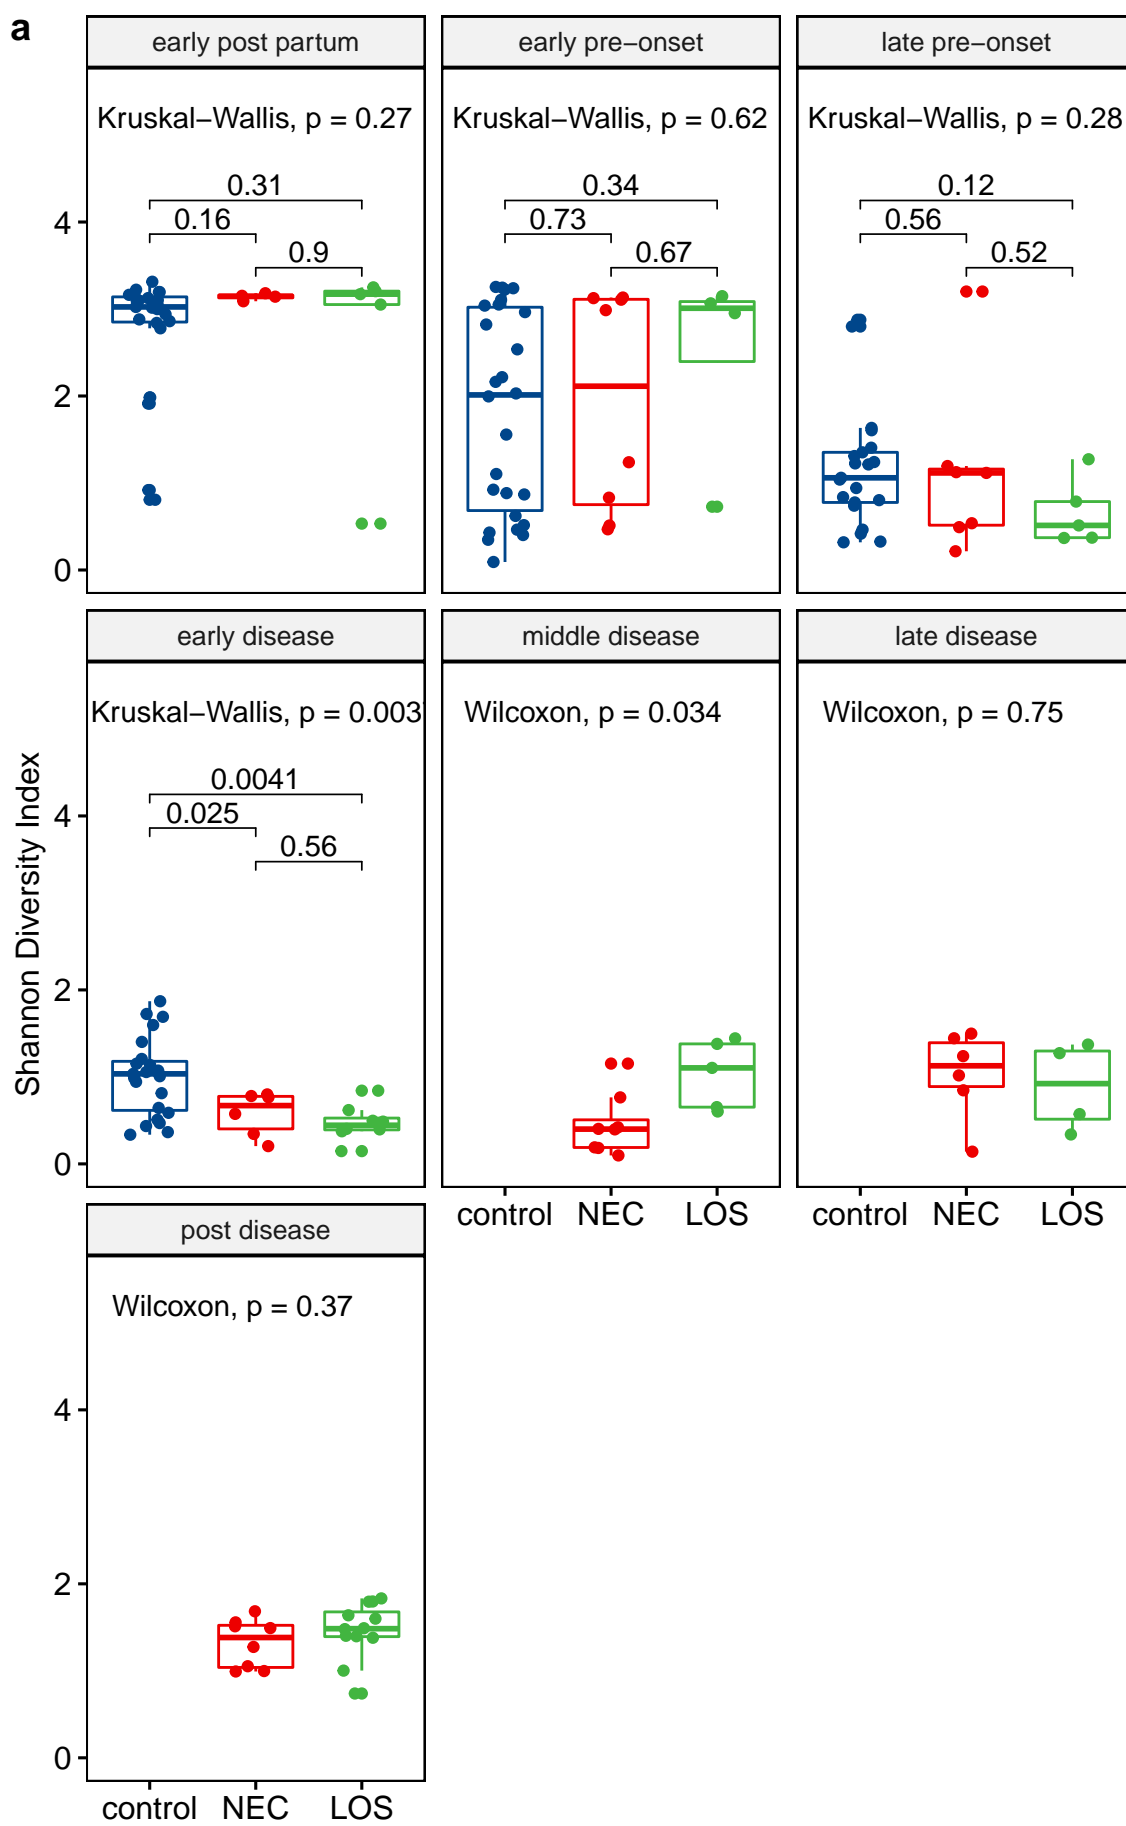 a
early post partum
early pre−onset
late pre−onset
Kruskal−Wallis, p = 0.27
Kruskal−Wallis, p = 0.62
Kruskal−Wallis, p = 0.28
0.31
0.16
0.9
0.34
0.73
0.67
0.12
0.56
0.52
4
2
0
early disease
middle disease
late disease
Kruskal−Wallis, p = 0.003
Wilcoxon, p = 0.034
Wilcoxon, p = 0.75
0.0041
0.025
0.56
Shannon Diversity Index
4
2
0
control NEC LOS
control NEC LOS
post disease
Wilcoxon, p = 0.37
4
2
0
control NEC LOS